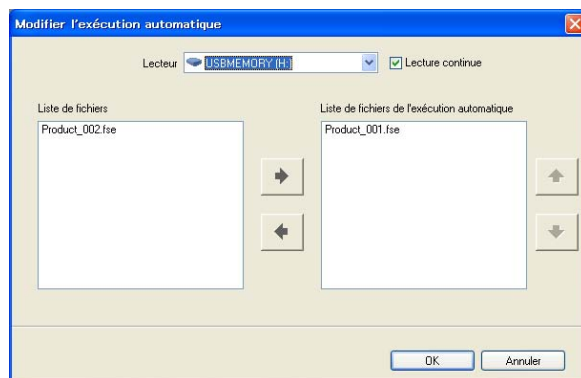 Modifier l'exécution automatique
Lecteur USBMEMORY (H:) Lecture continue
Liste de fichiers
Liste de fichiers de l'exécution automatique
Product_002.fse
Product_001.fse
OK Annuler